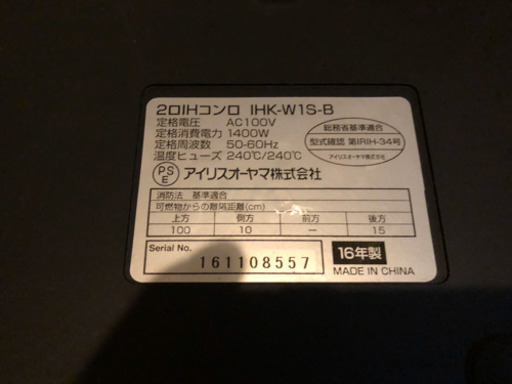 2口IHコンロ IHK-W1S-B
定格電圧 AC100V
定格消費電力 1400W
定格周波数 50-60Hz
温度ヒューズ 240℃/240℃
総務省基準適合
型式確認 第IRIH-34号
アイリスオーヤマ株式会社
PSE アイリスオーヤマ株式会社
消防法 基準適合
可燃物からの離隔距離(cm)
上方 側方 前方 後方
100 10 ー 15
Serial No.
161108557
16年製
MADE IN CHINA